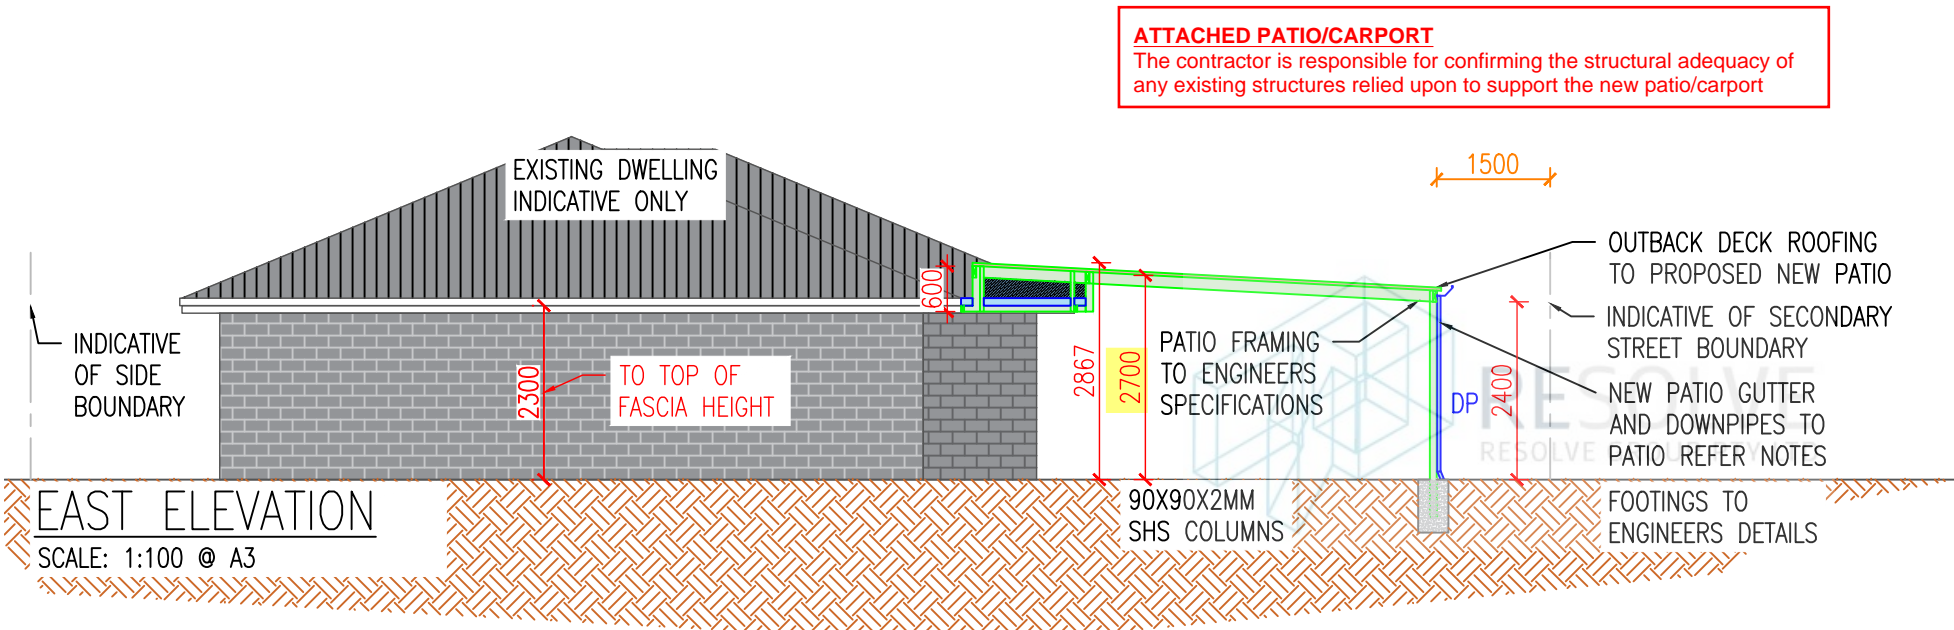 ATTACHED PATIO/CARPORT
The contractor is responsible for confirming the structural adequacy of
any existing structures relied upon to support the new patio/carport
1500
EXISTING DWELLING
INDICATIVE ONLY
OUTBACK DECK ROOFING
TO PROPOSED NEW PATIO
600
INDICATIVE OF SECONDARY
STREET BOUNDARY
INDICATIVE
OF SIDE
BOUNDARY
2300
TO TOP OF
FASCIA HEIGHT
2867
2700
PATIO FRAMING
TO ENGINEERS
SPECIFICATIONS
DP
2400
NEW PATIO GUTTER
AND DOWNPIPES TO
PATIO REFER NOTES
RESOLVE
EAST ELEVATION
SCALE: 1:100 @ A3
90X90X2MM
SHS COLUMNS
FOOTINGS TO
ENGINEERS DETAILS